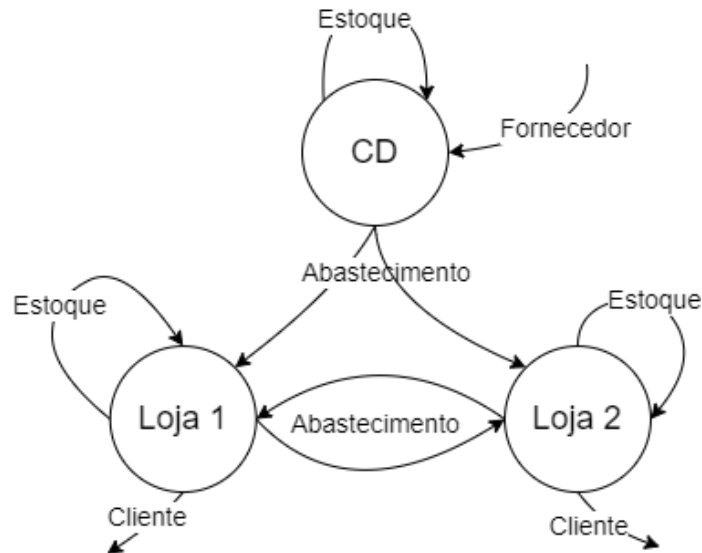 Estoque
CD
Fornecedor
Abastecimento
Estoque
Estoque
Loja 1
Abastecimento
Loja 2
Cliente
Cliente